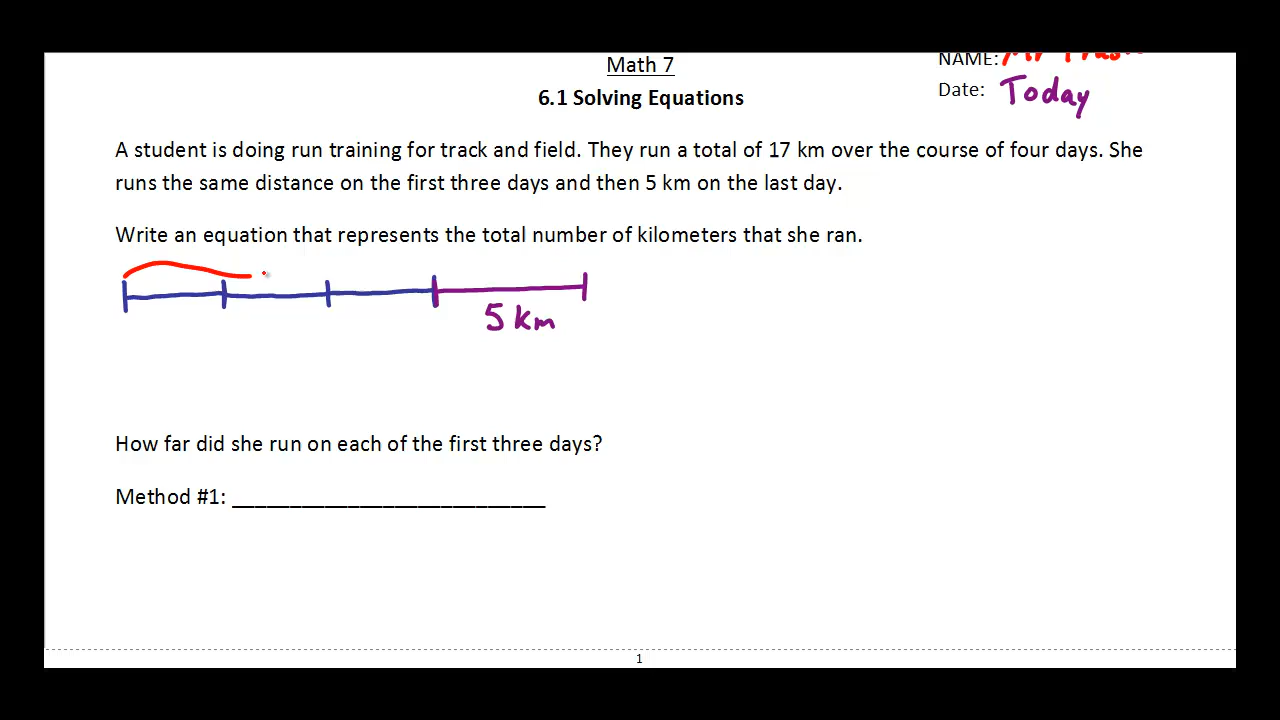 Math 7
NAME: Mr
Date: Today
6.1 Solving Equations
A student is doing run training for track and field. They run a total of 17 km over the course of four days. She
runs the same distance on the first three days and then 5 km on the last day.
Write an equation that represents the total number of kilometers that she ran.
5 km
How far did she run on each of the first three days?
Method #1: ___________________________
1